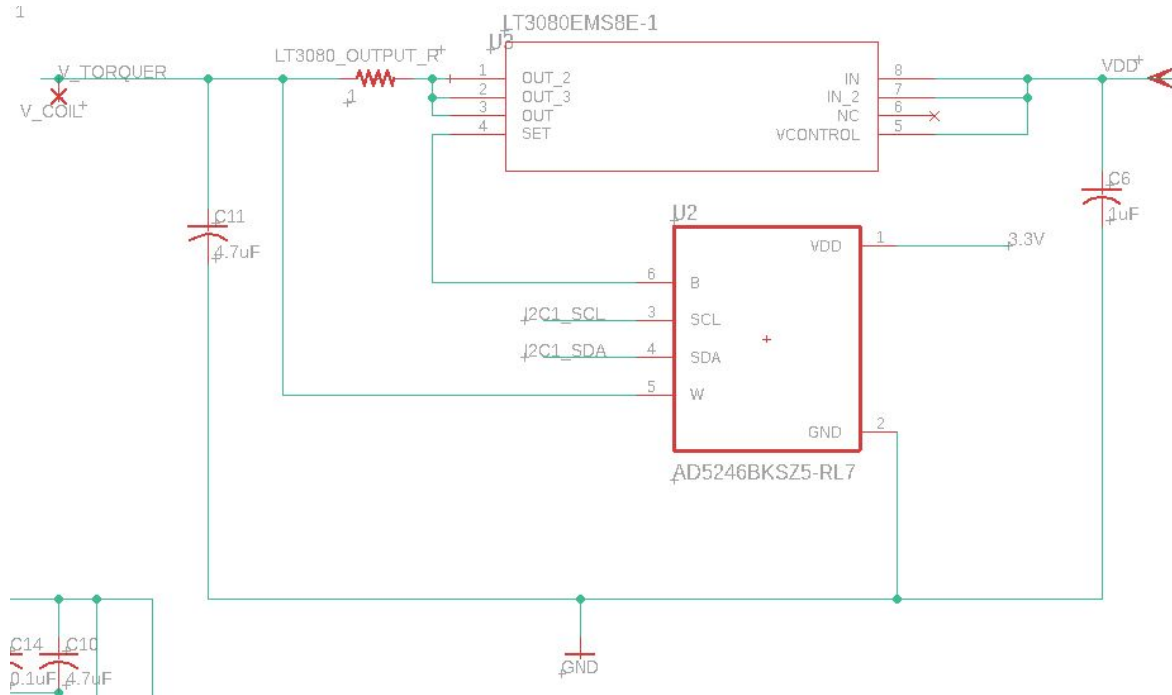 1
LT3080EMS8E-1
U3
LT3080_OUTPUT_R
1
V_TORQUER
V_COIL
1 OUT_2
2 OUT_3
3 OUT
4 SET
IN 8
IN_2 7
NC 6
VCONTROL 5
VDD
C6
1uF
C11
4.7uF
U2
VDD 1
3.3V
6 B
I2C1_SCL 3 SCL
I2C1_SDA 4 SDA
5 W
GND 2
AD5246BKSZ5-RL7
GND
C14 C10
0.1uF 4.7uF